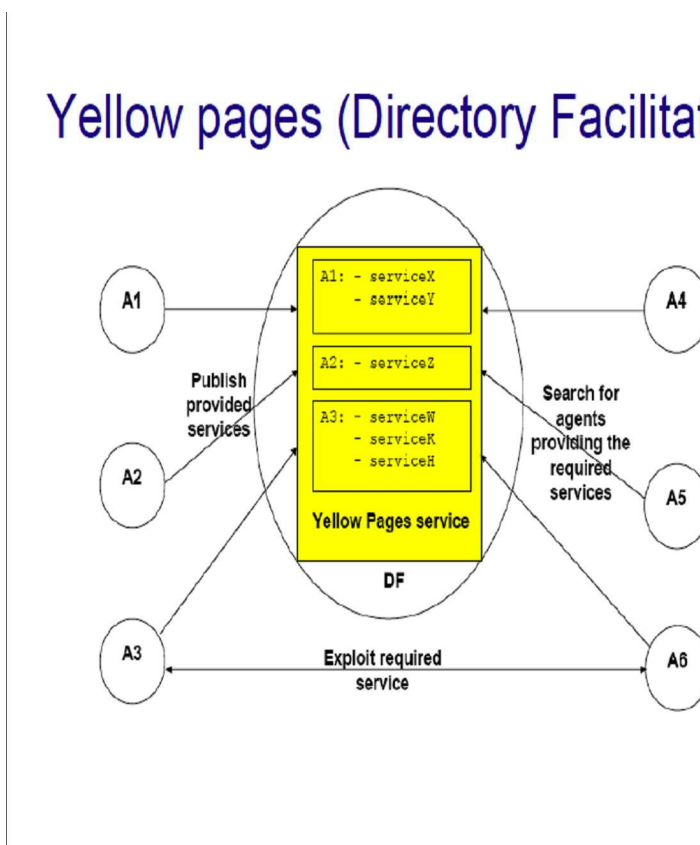 Yellow pages (Directory Facilita
A1: - serviceX
- serviceY
A2: - serviceZ
A3: - serviceW
- serviceK
- serviceH
Yellow Pages service
DF
A1
A2
A3
Publish
provided
services
A4
A5
A6
Search for
agents
providing the
required
services
Exploit required
service